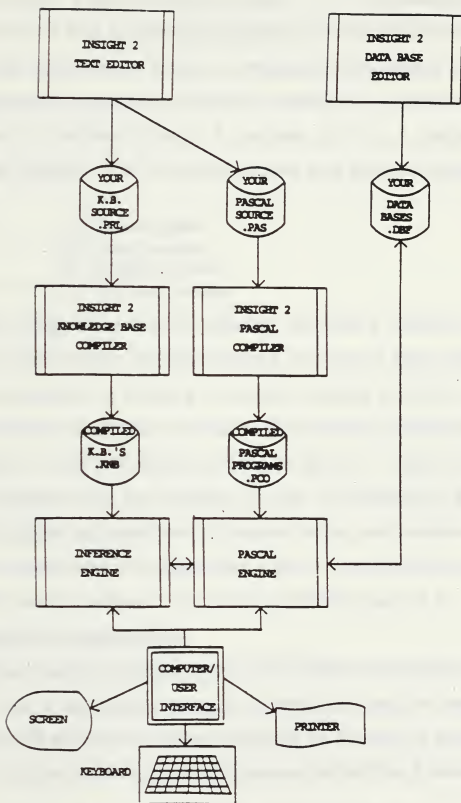 INSIGHT 2
TEXT EDITOR
INSIGHT 2
DATA BASE
EDITOR
YOUR
K.B.
SOURCE
.PRL
YOUR
PASCAL
SOURCE
.PAS
YOUR
DATA
BASES
.DBF
INSIGHT 2
KNOWLEDGE BASE
COMPILER
INSIGHT 2
PASCAL
COMPILER
COMPILED
K.B.'S
.KNB
COMPILED
PASCAL
PROGRAMS
.PCO
INFERENCE
ENGINE
PASCAL
ENGINE
COMPUTER/
USER
INTERFACE
SCREEN
PRINTER
KEYBOARD